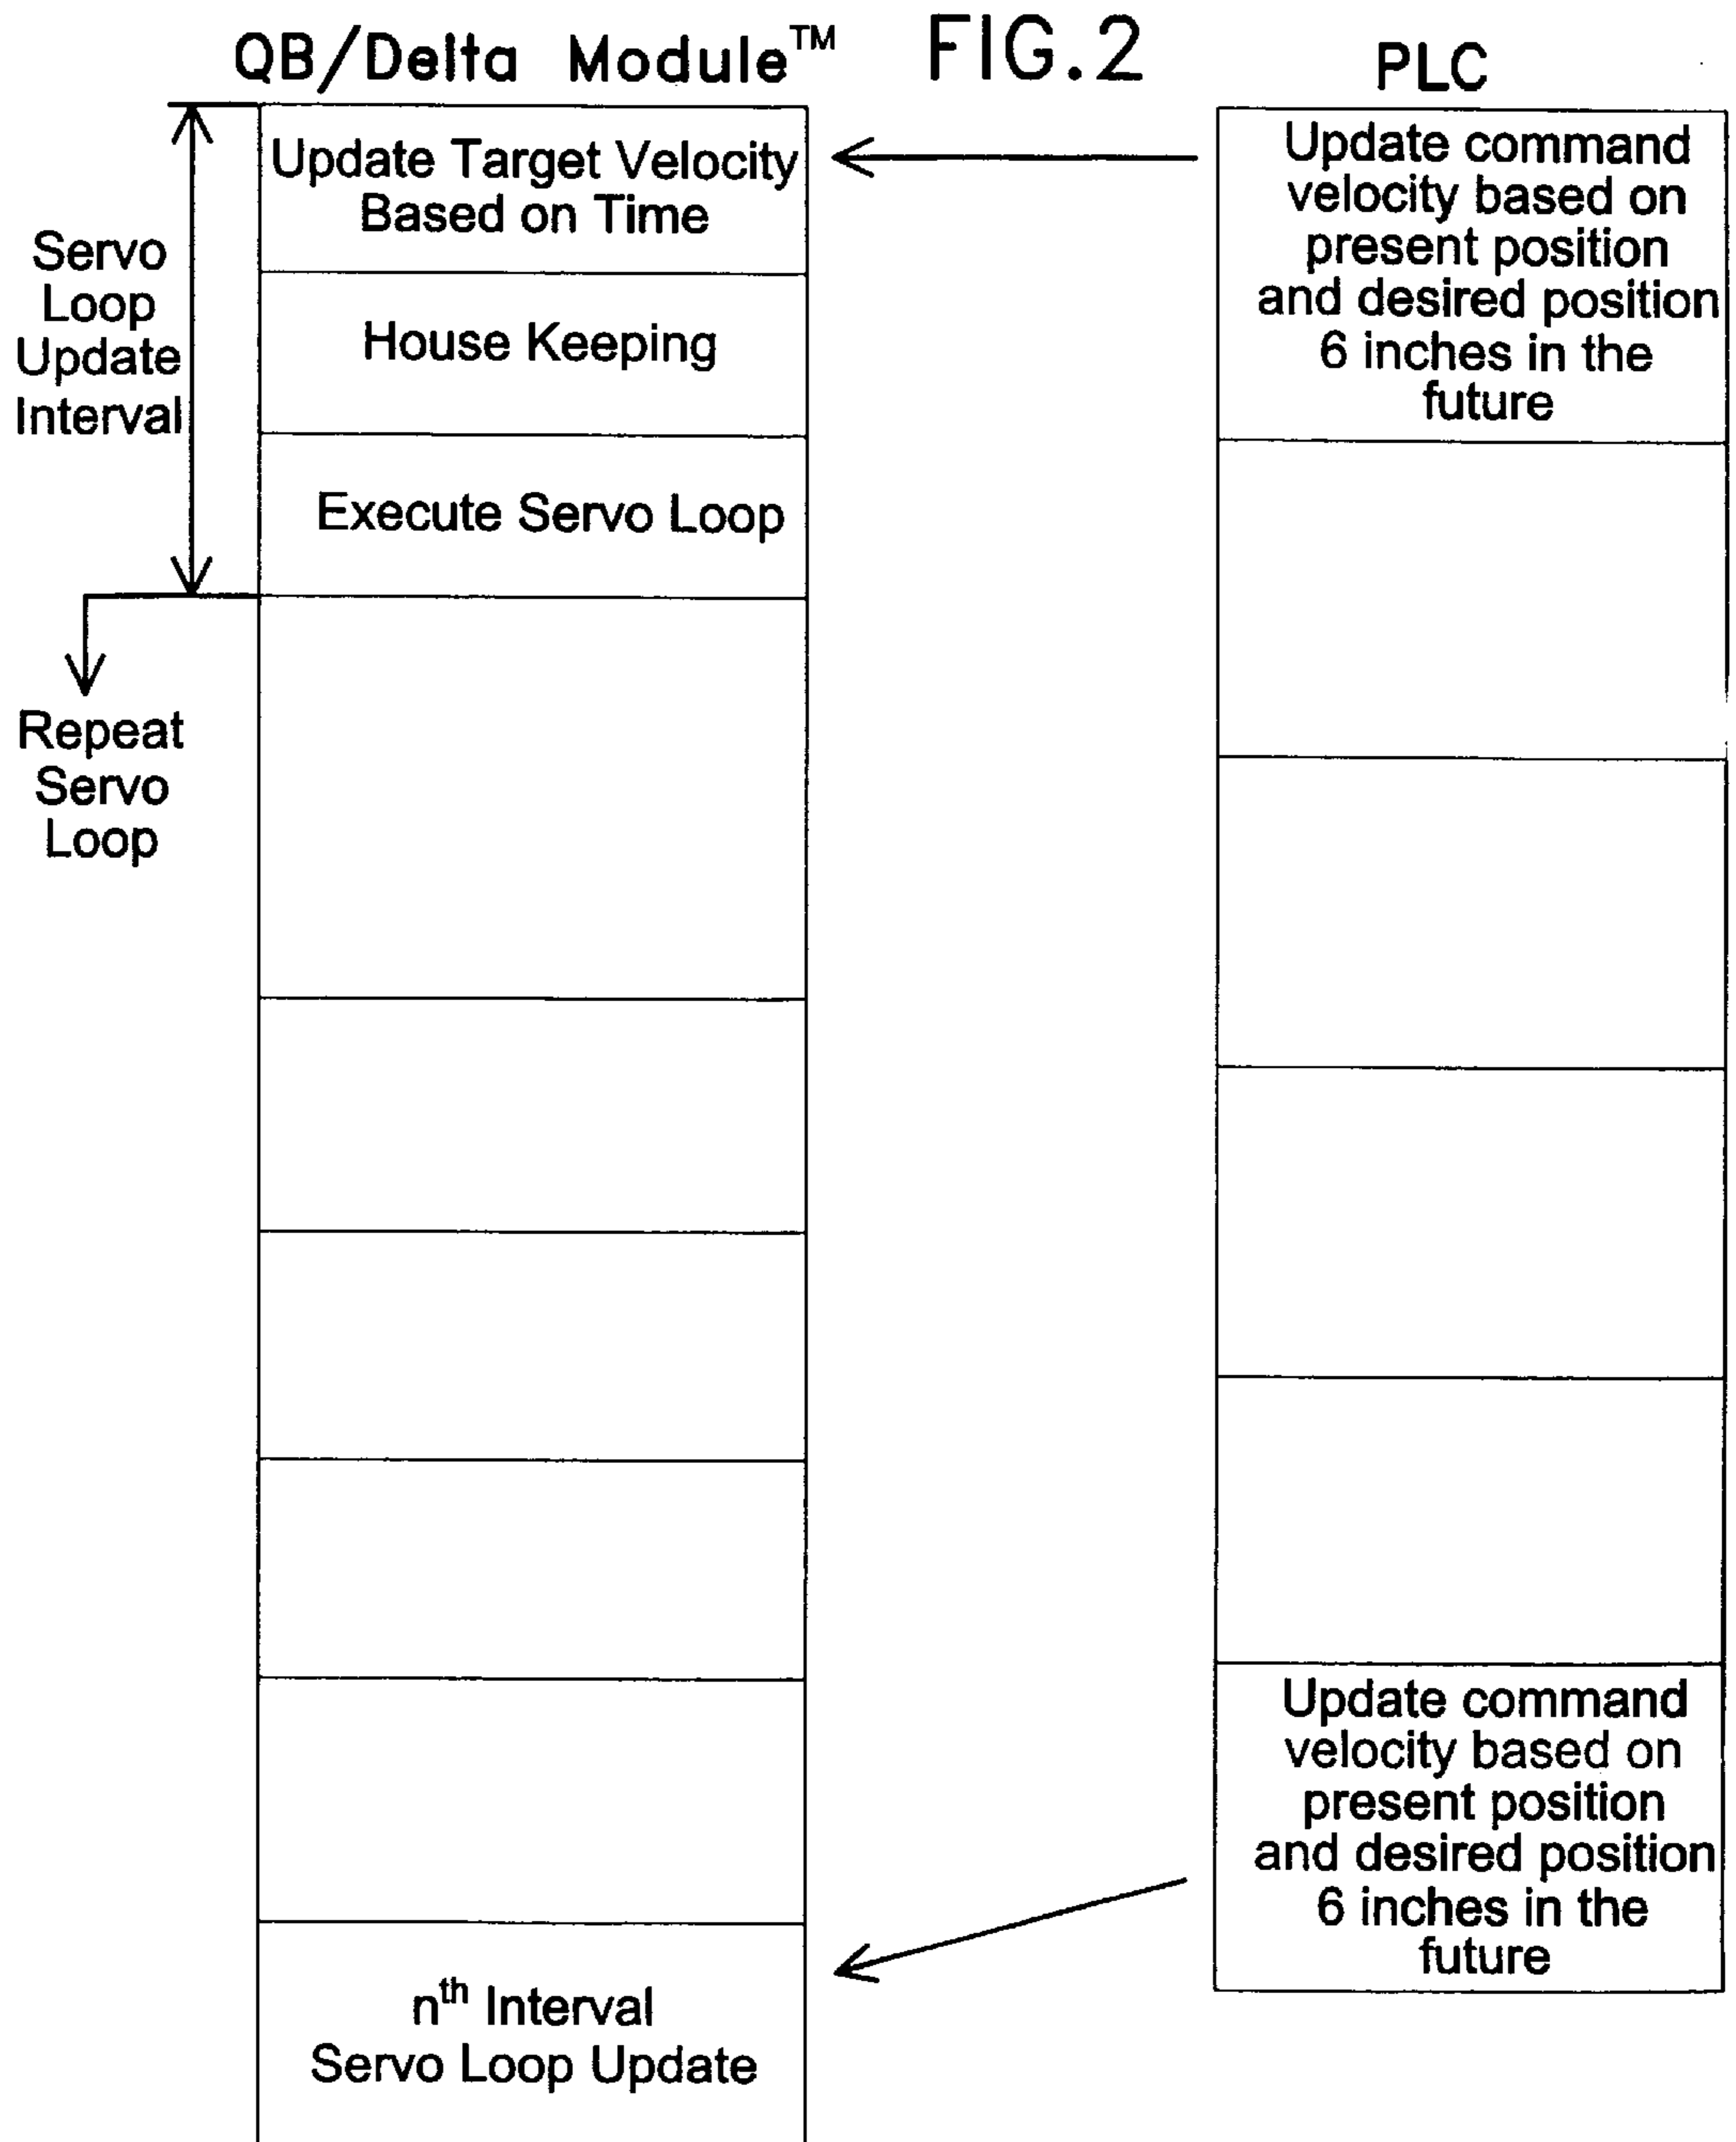 QB/Delta Module™
FIG.2
PLC
Servo
Loop
Update
Interval
Update Target Velocity
Based on Time
House Keeping
Execute Servo Loop
Repeat
Servo
Loop
Update command
velocity based on
present position
and desired position
6 inches in the
future
Update command
velocity based on
present position
and desired position
6 inches in the
future
nth Interval
Servo Loop Update